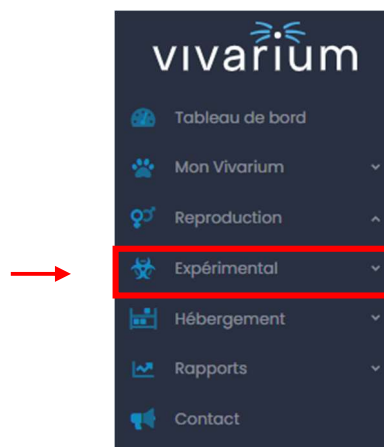 vivarium
Tableau de bord
Mon Vivarium
Reproduction
Expérimental
Hébergement
Rapports
Contact